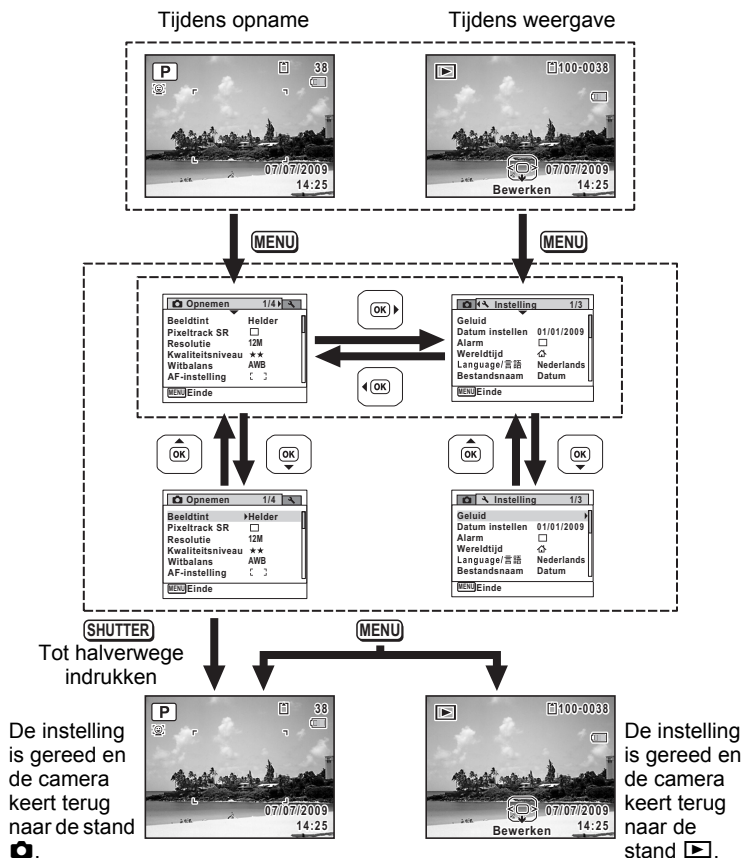 Tijdens opname
Tijdens weergave
P
38
07/07/2009
14:25
100-0038
07/07/2009
14:25
Bewerken
MENU
MENU
Opnemen 1/4
Beeldtint Helder
Pixeltrack SR
Resolutie 12M
Kwaliteitsniveau ★★
Witbalans AWB
AF-instelling
MENU Einde
OK
OK
Instelling 1/3
Geluid
Datum instellen 01/01/2009
Alarm
Wereldtijd
Language/言語 Nederlands
Bestandsnaam Datum
MENU Einde
OK
OK
OK
OK
Opnemen 1/4
Beeldtint Helder
Pixeltrack SR
Resolutie 12M
Kwaliteitsniveau ★★
Witbalans AWB
AF-instelling
MENU Einde
Instelling 1/3
Geluid
Datum instellen 01/01/2009
Alarm
Wereldtijd
Language/言語 Nederlands
Bestandsnaam Datum
MENU Einde
SHUTTER
Tot halverwege
indrukken
MENU
De instelling
is gereed en
de camera
keert terug
naar de stand
.
P
38
07/07/2009
14:25
100-0038
07/07/2009
14:25
Bewerken
De instelling
is gereed en
de camera
keert terug
naar de
stand .